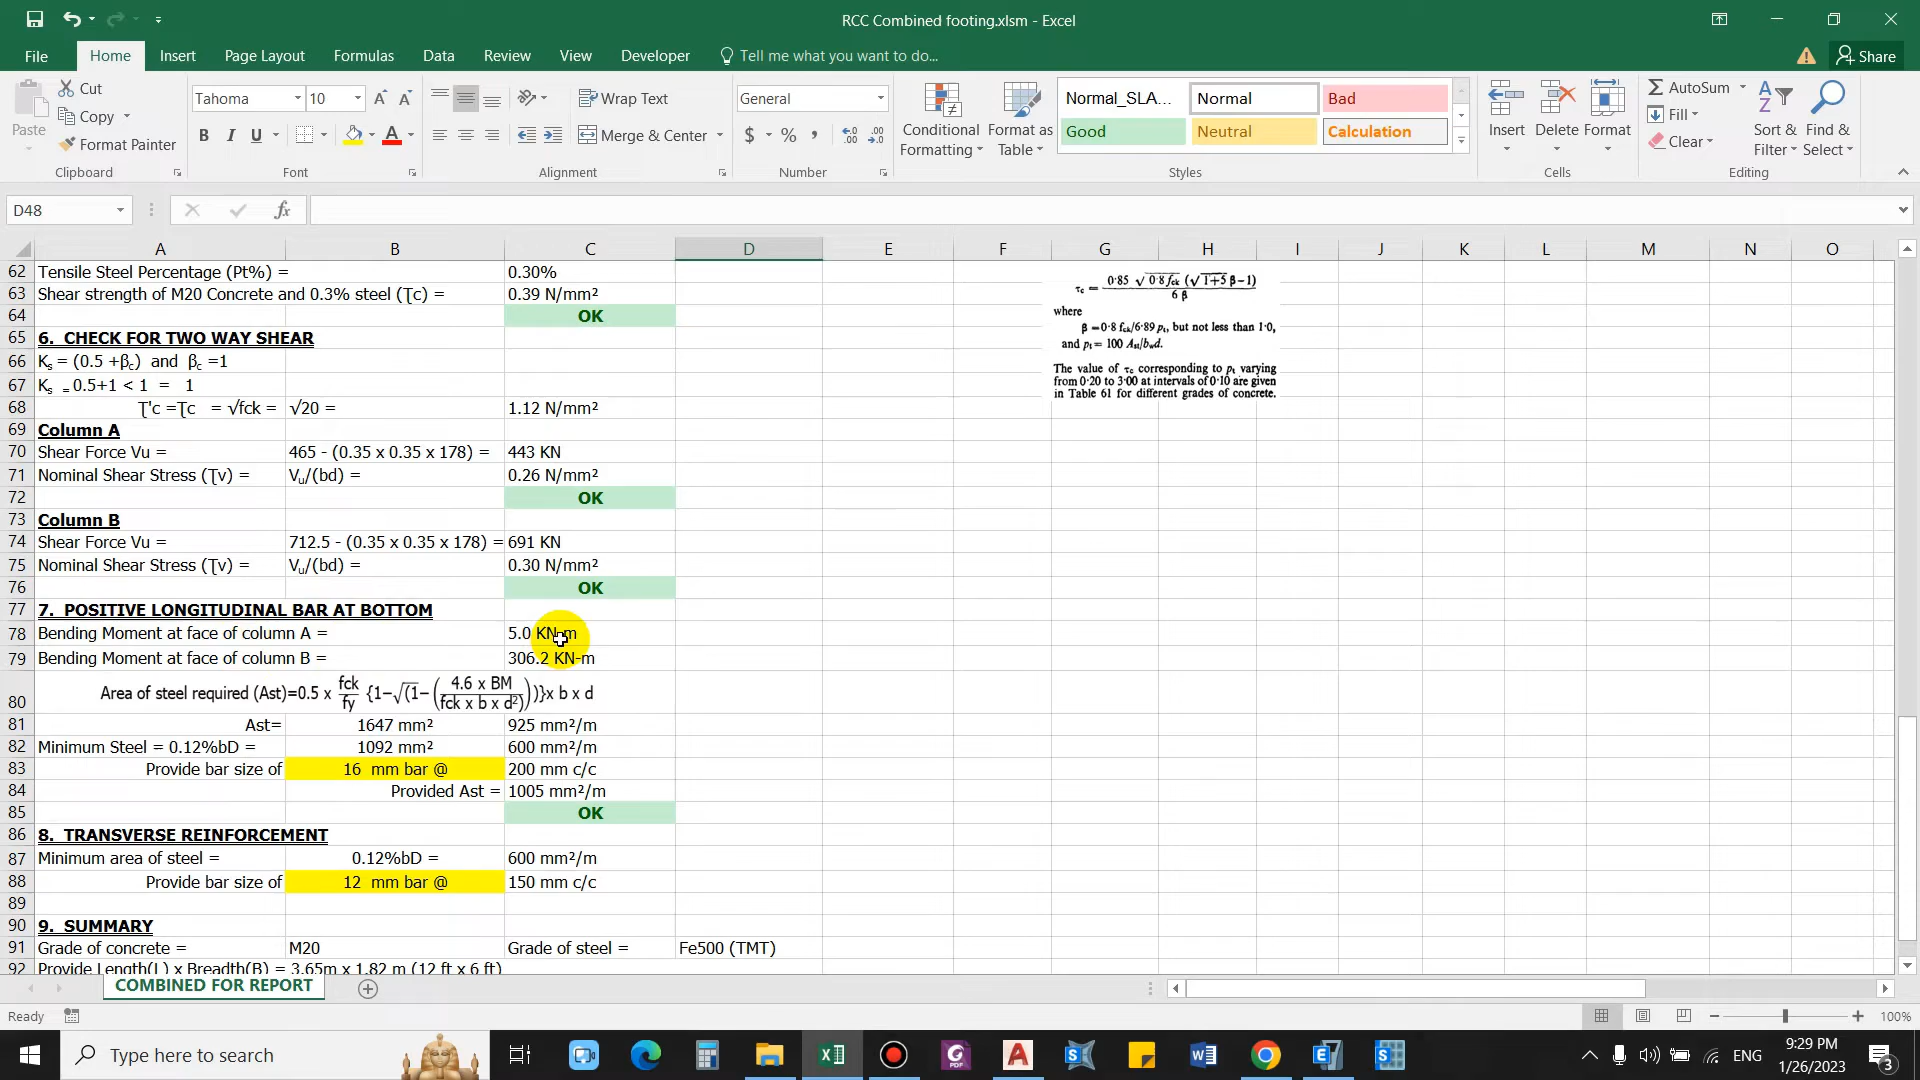 RCC Combined footing.xlsm - Excel
File Home Insert Page Layout Formulas Data Review View Developer Tell me what you want to do... Share
Paste Cut Copy Format Painter Clipboard
Tahoma 10 B I U A Font
Wrap Text Merge & Center Alignment
General $ % , Number
Conditional Formatting Format as Table
Normal_SLA... Normal Bad
Good Neutral Calculation
Styles
Insert Delete Format Cells
AutoSum Fill Clear Sort & Filter Find & Select Editing
D48 fx
A B C D E F G H I J K L M N O
62 Tensile Steel Percentage (Pt%) = 0.30%
63 Shear strength of M20 Concrete and 0.3% steel (Ʈc) = 0.39 N/mm²
64 OK
65 6. CHECK FOR TWO WAY SHEAR
66 Ks = (0.5 +βc) and βc =1
67 Ks = 0.5+1 < 1 = 1
68 Ʈ'c =Ʈc = √fck = √20 = 1.12 N/mm²
69 Column A
70 Shear Force Vu = 465 - (0.35 x 0.35 x 178) = 443 KN
71 Nominal Shear Stress (Ʈv) = Vu/(bd) = 0.26 N/mm²
72 OK
73 Column B
74 Shear Force Vu = 712.5 - (0.35 x 0.35 x 178) = 691 KN
75 Nominal Shear Stress (Ʈv) = Vu/(bd) = 0.30 N/mm²
76 OK
77 7. POSITIVE LONGITUDINAL BAR AT BOTTOM
78 Bending Moment at face of column A = 5.0 KN-m
79 Bending Moment at face of column B = 306.2 KN-m
80 Area of steel required (Ast)=0.5 x fck/fy {1-√(1-(4.6 x BM/fck x b x d²))}x b x d
81 Ast= 1647 mm² 925 mm²/m
82 Minimum Steel = 0.12%bD = 1092 mm² 600 mm²/m
83 Provide bar size of 16 mm bar @ 200 mm c/c
84 Provided Ast = 1005 mm²/m
85 OK
86 8. TRANSVERSE REINFORCEMENT
87 Minimum area of steel = 0.12%bD = 600 mm²/m
88 Provide bar size of 12 mm bar @ 150 mm c/c
89
90 9. SUMMARY
91 Grade of concrete = M20 Grade of steel = Fe500 (TMT)
92 Provide Length(L) x Breadth(B) = 3.65m x 1.82 m (12 ft x 6 ft)
τc = 0·85 √0·8 fck (√1+5 β−1) / 6 β
where
β=0·8 fck/6·89 pt, but not less than 1·0,
and pt= 100 Ast/bwd.
The value of τc corresponding to pt varying
from 0·20 to 3·00 at intervals of 0·10 are given
in Table 61 for different grades of concrete.
COMBINED FOR REPORT
Ready 100%
Type here to search
ENG 9:29 PM
1/26/2023
3